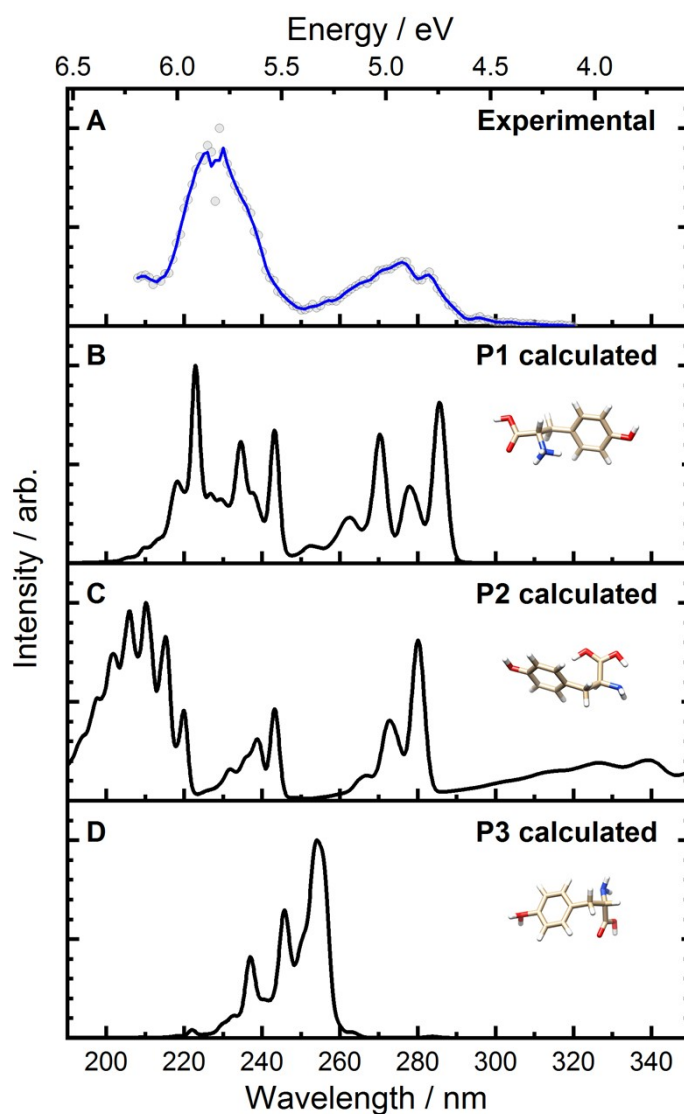 Energy / eV
6.5 6.0 5.5 5.0 4.5 4.0
A Experimental
B P1 calculated
C P2 calculated
D P3 calculated
Intensity / arb.
200 220 240 260 280 300 320 340
Wavelength / nm